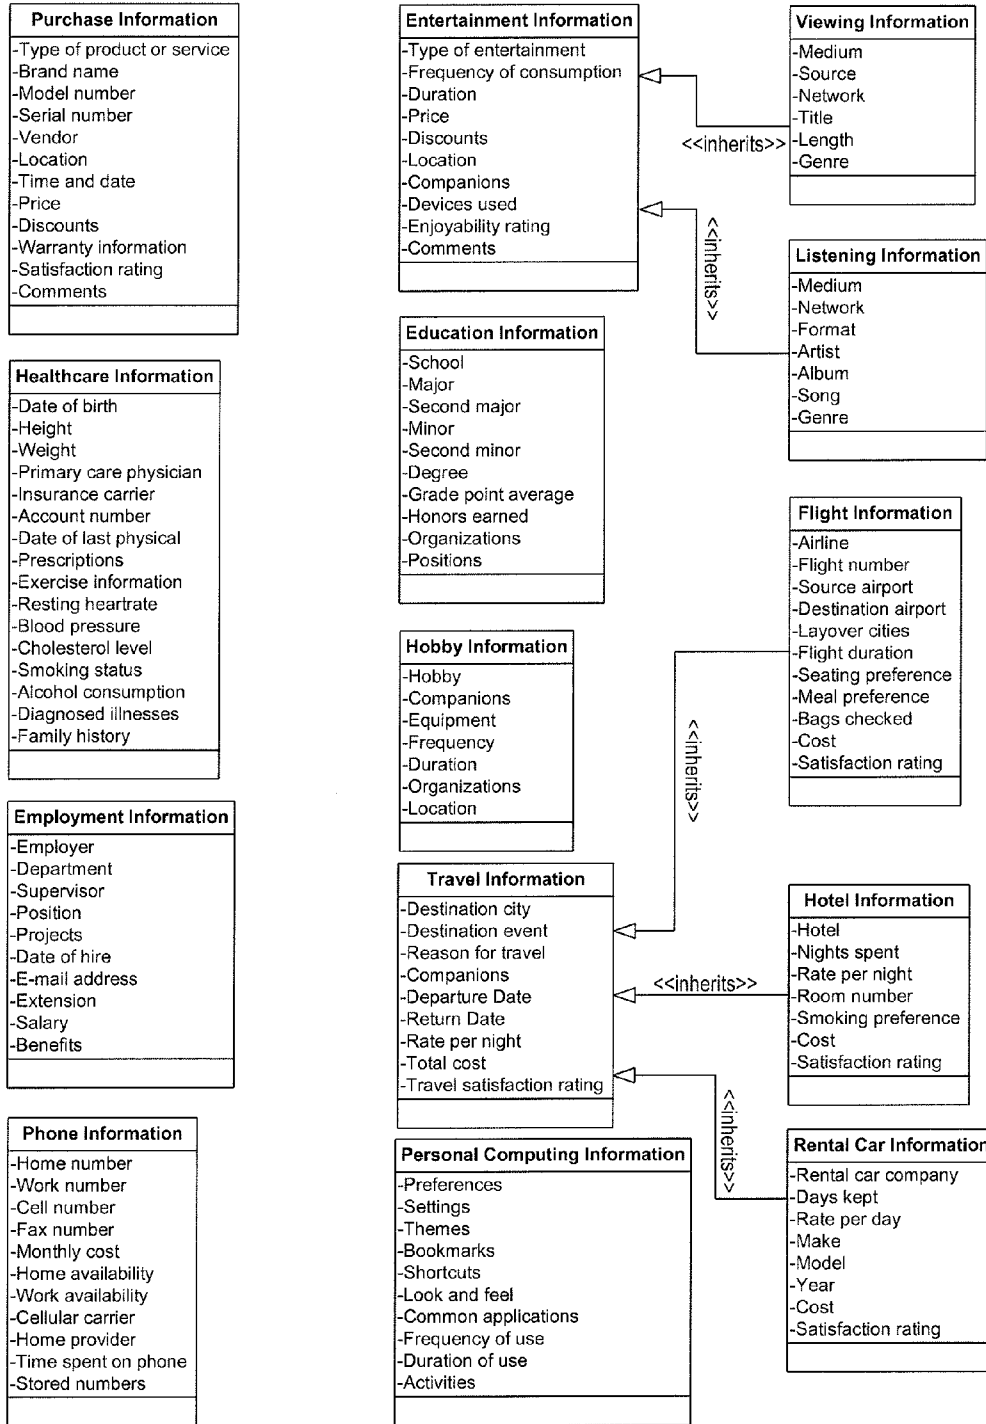 Purchase Information
-Type of product or service
-Brand name
-Model number
-Serial number
-Vendor
-Location
-Time and date
-Price
-Discounts
-Warranty information
-Satisfaction rating
-Comments
Healthcare Information
-Date of birth
-Height
-Weight
-Primary care physician
-Insurance carrier
-Account number
-Date of last physical
-Prescriptions
-Exercise information
-Resting heartrate
-Blood pressure
-Cholesterol level
-Smoking status
-Alcohol consumption
-Diagnosed illnesses
-Family history
Employment Information
-Employer
-Department
-Supervisor
-Position
-Projects
-Date of hire
-E-mail address
-Extension
-Salary
-Benefits
Phone Information
-Home number
-Work number
-Cell number
-Fax number
-Monthly cost
-Home availability
-Work availability
-Cellular carrier
-Home provider
-Time spent on phone
-Stored numbers
Entertainment Information
-Type of entertainment
-Frequency of consumption
-Duration
-Price
-Discounts
-Location
-Companions
-Devices used
-Enjoyability rating
-Comments
Education Information
-School
-Major
-Second major
-Minor
-Second minor
-Degree
-Grade point average
-Honors earned
-Organizations
-Positions
Hobby Information
-Hobby
-Companions
-Equipment
-Frequency
-Duration
-Organizations
-Location
Travel Information
-Destination city
-Destination event
-Reason for travel
-Companions
-Departure Date
-Return Date
-Rate per night
-Total cost
-Travel satisfaction rating
Personal Computing Information
-Preferences
-Settings
-Themes
-Bookmarks
-Shortcuts
-Look and feel
-Common applications
-Frequency of use
-Duration of use
-Activities
<<inherits>>
<<inherits>>
<<inherits>>
<<inherits>>
<<inherits>>
Viewing Information
-Medium
-Source
-Network
-Title
-Length
-Genre
Listening Information
-Medium
-Network
-Format
-Artist
-Album
-Song
-Genre
Flight Information
-Airline
-Flight number
-Source airport
-Destination airport
-Layover cities
-Flight duration
-Seating preference
-Meal preference
-Bags checked
-Cost
-Satisfaction rating
Hotel Information
-Hotel
-Nights spent
-Rate per night
-Room number
-Smoking preference
-Cost
-Satisfaction rating
Rental Car Information
-Rental car company
-Days kept
-Rate per day
-Make
-Model
-Year
-Cost
-Satisfaction rating